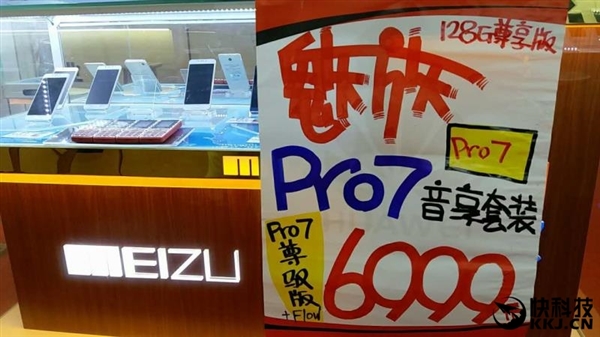 128G尊享版
魅族
Pro7
Pro7
音享套装
Pro7
尊
驭
版
+Flow
6999
MEIZU
快科技
KKJ.CN